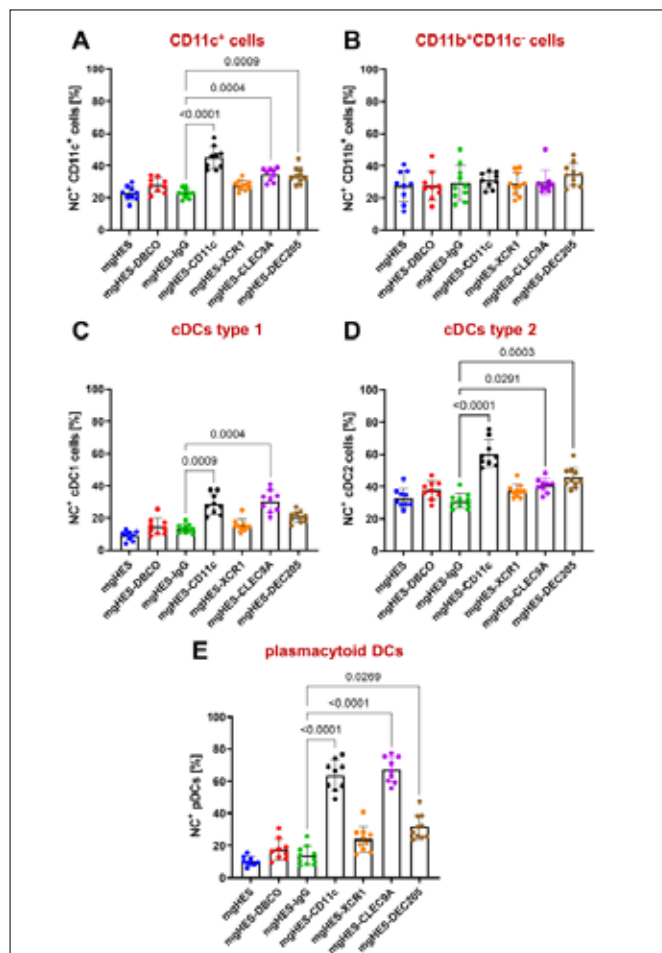 A
CD11c⁺ cells
NC⁺ CD11c⁺ cells [%]
100
80
60
40
20
0
0.0009
0.0004
<0.0001
mgHES
mgHES-DBCO
mgHES-IgG
mgHES-CD11c
mgHES-XCR1
mgHES-CLEC9A
mgHES-DEC205
B
CD11b⁺CD11c⁻ cells
NC⁺ CD11b⁺ cells [%]
100
80
60
40
20
0
mgHES
mgHES-DBCO
mgHES-IgG
mgHES-CD11c
mgHES-XCR1
mgHES-CLEC9A
mgHES-DEC205
C
cDCs type 1
NC⁺ cDC1 cells [%]
100
80
60
40
20
0
0.0004
0.0009
mgHES
mgHES-DBCO
mgHES-IgG
mgHES-CD11c
mgHES-XCR1
mgHES-CLEC9A
mgHES-DEC205
D
cDCs type 2
NC⁺ cDC2 cells [%]
100
80
60
40
20
0
0.0003
0.0291
<0.0001
mgHES
mgHES-DBCO
mgHES-IgG
mgHES-CD11c
mgHES-XCR1
mgHES-CLEC9A
mgHES-DEC205
E
plasmacytoid DCs
NC⁺ pDCs [%]
100
80
60
40
20
0
0.0269
<0.0001
<0.0001
mgHES
mgHES-DBCO
mgHES-IgG
mgHES-CD11c
mgHES-XCR1
mgHES-CLEC9A
mgHES-DEC205